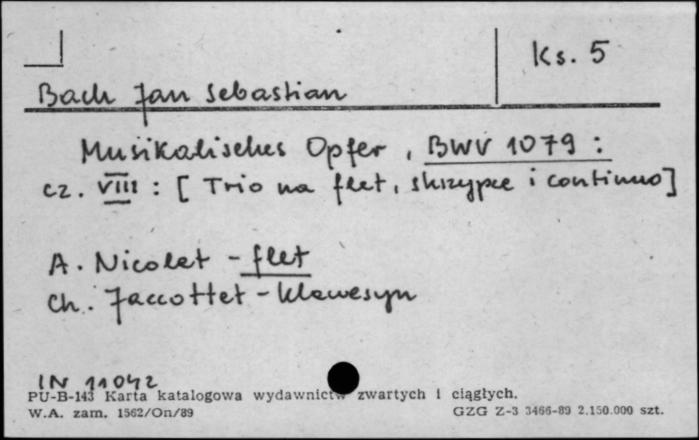 Ks. 5
Bach Jan Sebastian
Musikalisches Opfer, BWV 1079 :
cz. VIII : [ Trio na flet, skrzypce i continuo ]
A. Nicolet - flet
Ch. Jaccottet - klawesyn
IN 11042
PU-B-143 Karta katalogowa wydawnictw zwartych i ciągłych.
W.A. zam. 1562/On/89 GZG Z-3 3466-89 2.150.000 szt.